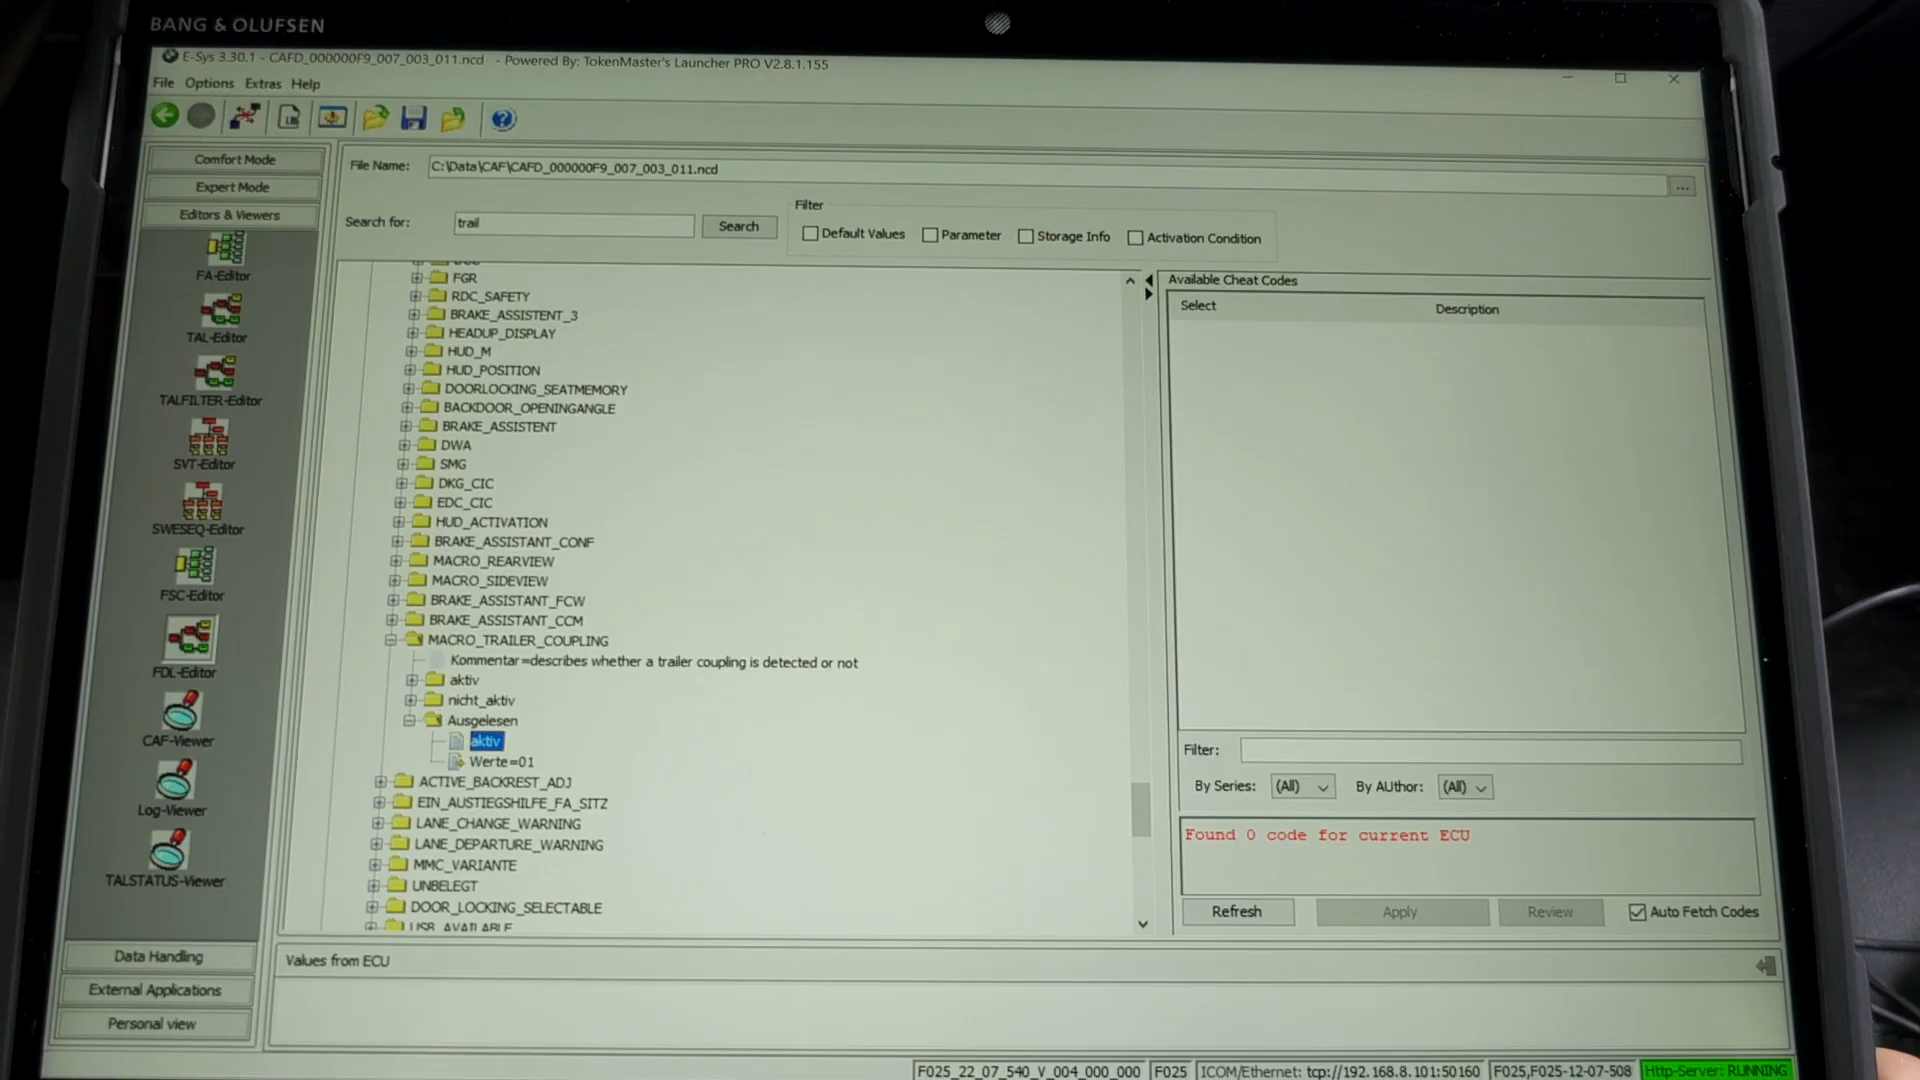 BANG & OLUFSEN
E-Sys 3.30.1 - CAFD_000000F9_007_003_011.ncd - Powered By: TokenMaster's Launcher PRO V2.8.1.155
File Options Extras Help
Comfort Mode
Expert Mode
Editors & Viewers
FA-Editor
TAL-Editor
TALFILTER-Editor
SVT-Editor
SWESEQ-Editor
FSC-Editor
FDL-Editor
CAF-Viewer
Log-Viewer
TALSTATUS-Viewer
Data Handling
External Applications
Personal view
File Name: C:\Data\CAF\CAFD_000000F9_007_003_011.ncd ...
Search for: trail Search
Filter
Default Values Parameter Storage Info Activation Condition
FGR
RDC_SAFETY
BRAKE_ASSISTENT_3
HEADUP_DISPLAY
HUD_M
HUD_POSITION
DOORLOCKING_SEATMEMORY
BACKDOOR_OPENINGANGLE
BRAKE_ASSISTENT
DWA
SMG
DKG_CIC
EDC_CIC
HUD_ACTIVATION
BRAKE_ASSISTANT_CONF
MACRO_REARVIEW
MACRO_SIDEVIEW
BRAKE_ASSISTANT_FCW
BRAKE_ASSISTANT_CCM
MACRO_TRAILER_COUPLING
Kommentar=describes whether a trailer coupling is detected or not
aktiv
nicht_aktiv
Ausgelesen
aktiv
Werte=01
ACTIVE_BACKREST_ADJ
EIN_AUSTIEGSHILFE_FA_SITZ
LANE_CHANGE_WARNING
LANE_DEPARTURE_WARNING
MMC_VARIANTE
UNBELEGT
DOOR_LOCKING_SELECTABLE
USB_AVAILABLE
Available Cheat Codes
Select Description
Filter:
By Series: (All) By AUthor: (All)
Found 0 code for current ECU
Refresh Apply Review Auto Fetch Codes
Values from ECU
F025_22_07_540_V_004_000_000 F025 ICOM/Ethernet: tcp://192.168.8.101:50160 F025,F025-12-07-508 Http-Server: RUNNING